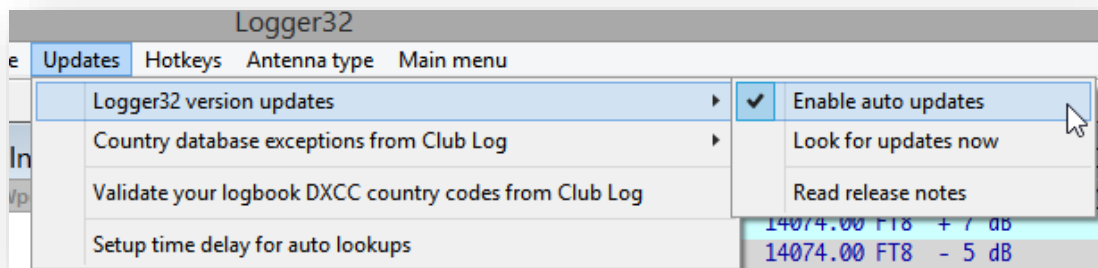 Logger32
e Updates Hotkeys Antenna type Main menu
Logger32 version updates
Enable auto updates
Country database exceptions from Club Log
Look for updates now
In
Validate your logbook DXCC country codes from Club Log
Read release notes
Setup time delay for auto lookups
14074.00 FT8 + 7 dB
14074.00 FT8 - 5 dB